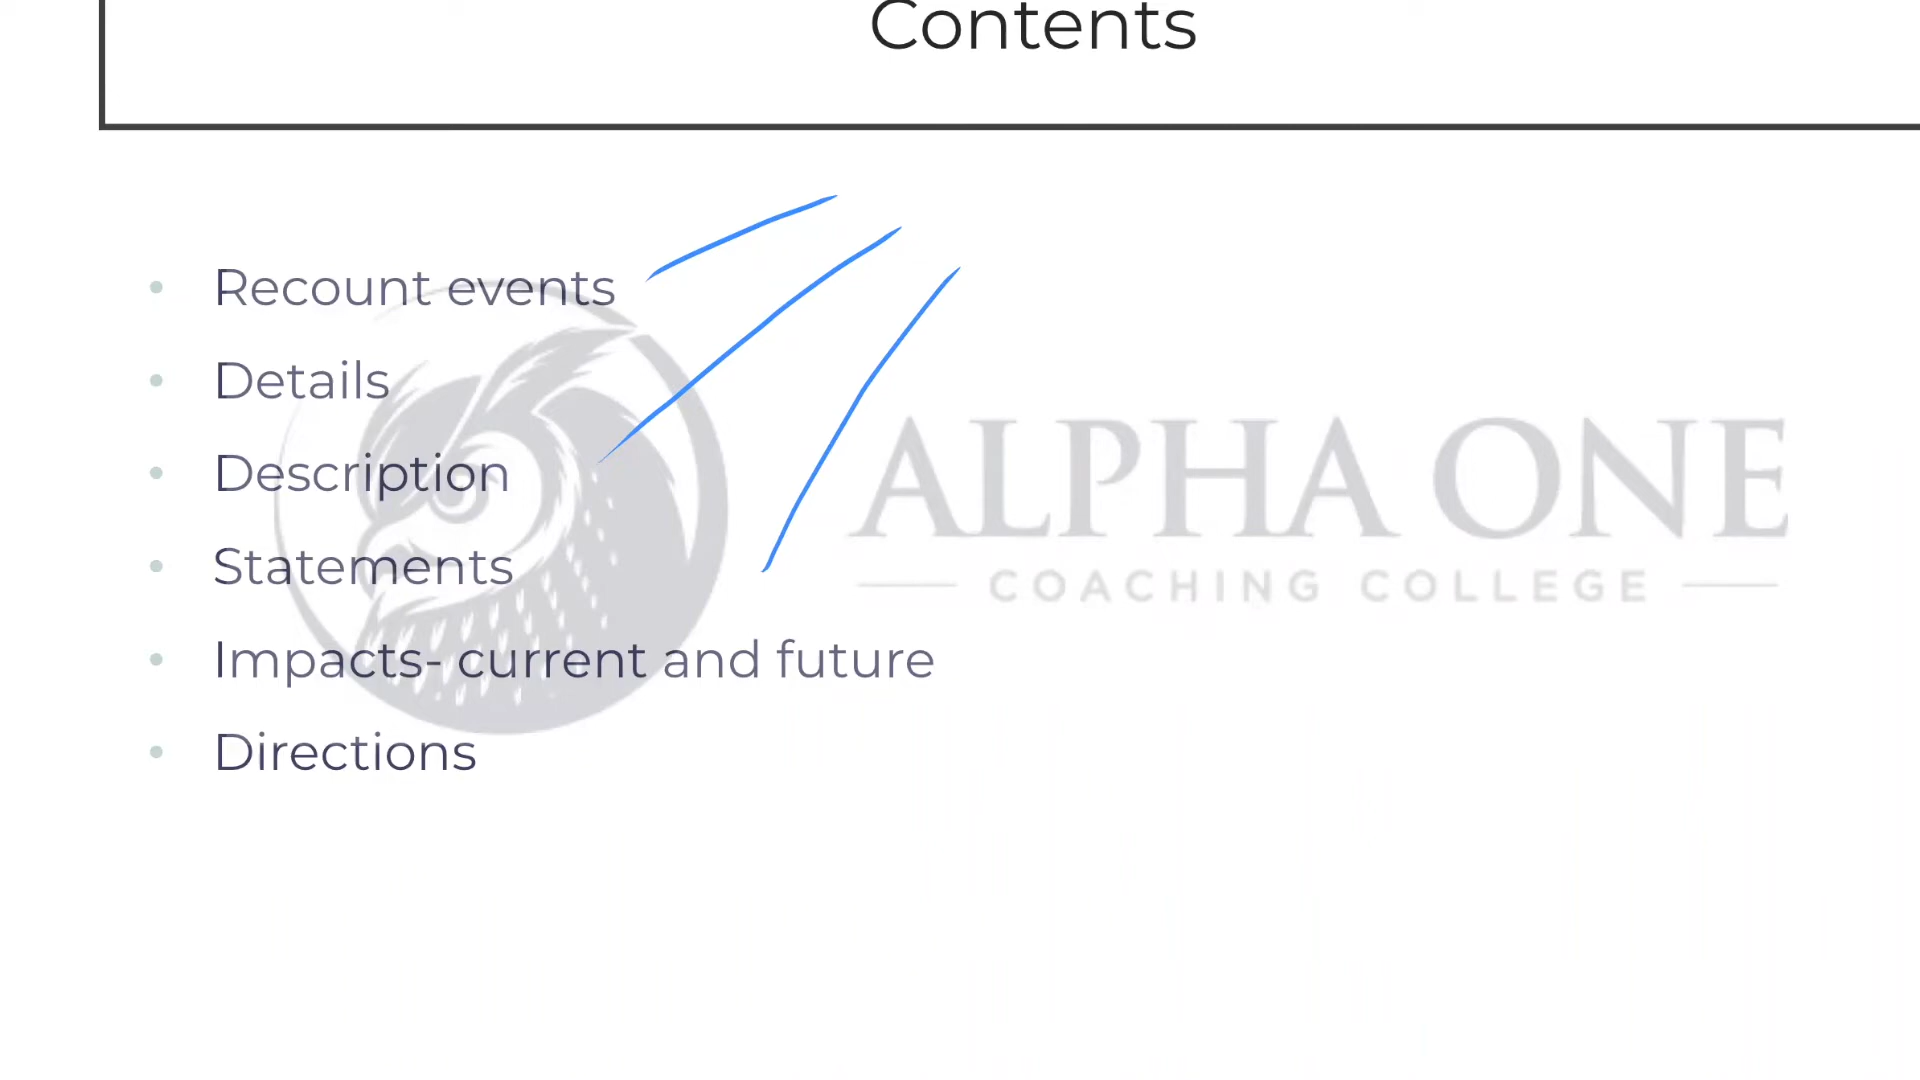 Contents
• Recount events
• Details
• Description
• Statements
• Impacts- current and future
• Directions
ALPHA ONE
COACHING COLLEGE